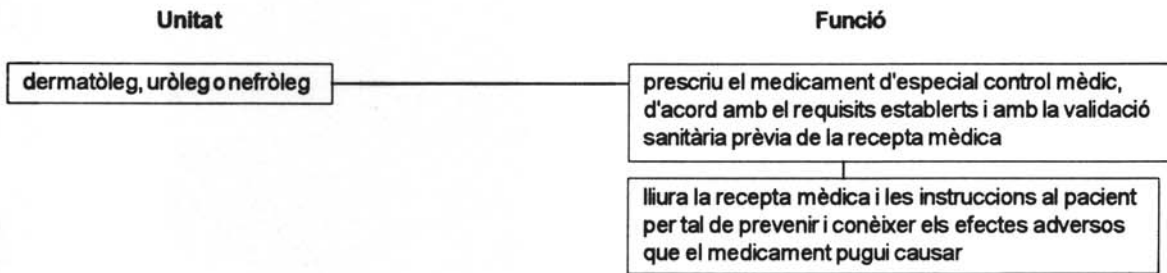 Unitat
Funció
dermatòleg, uròleg o nefròleg
prescriu el medicament d'especial control mèdic,
d'acord amb el requisits establerts i amb la validació
sanitària prèvia de la recepta mèdica
lliura la recepta mèdica i les instruccions al pacient
per tal de prevenir i conèixer els efectes adversos
que el medicament pugui causar